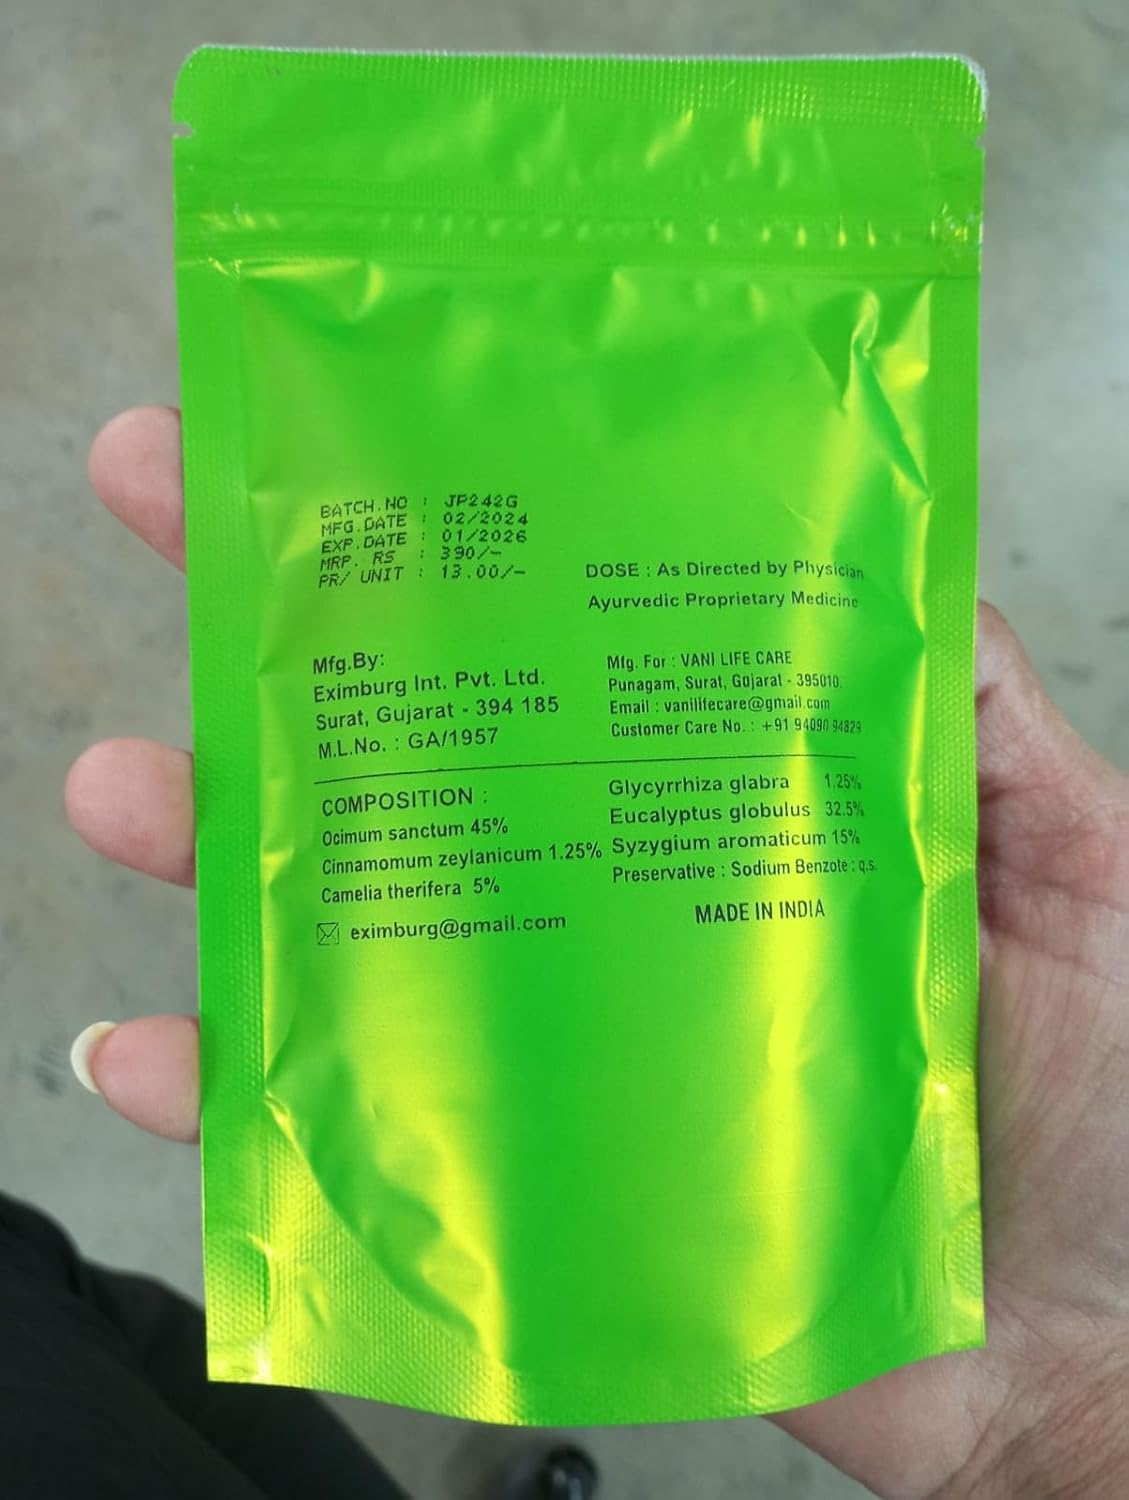 BATCH.NO : JP242G
MFG.DATE : 02/2024
EXP.DATE : 01/2026
MRP. RS : 390/-
PR/ UNIT : 13.00/-
DOSE : As Directed by Physician
Ayurvedic Proprietary Medicine
Mfg.By:
Eximburg Int. Pvt. Ltd.
Surat, Gujarat - 394 185
M.L.No. : GA/1957
Mfg. For : VANI LIFE CARE
Punagam, Surat, Gujarat - 395010.
Email : vanilifecare@gmail.com
Customer Care No. : +91 94090 94829
COMPOSITION :
Ocimum sanctum 45%
Cinnamomum zeylanicum 1.25%
Camelia therifera 5%
Glycyrrhiza glabra 1.25%
Eucalyptus globulus 32.5%
Syzygium aromaticum 15%
Preservative : Sodium Benzote : q.s.
eximburg@gmail.com
MADE IN INDIA